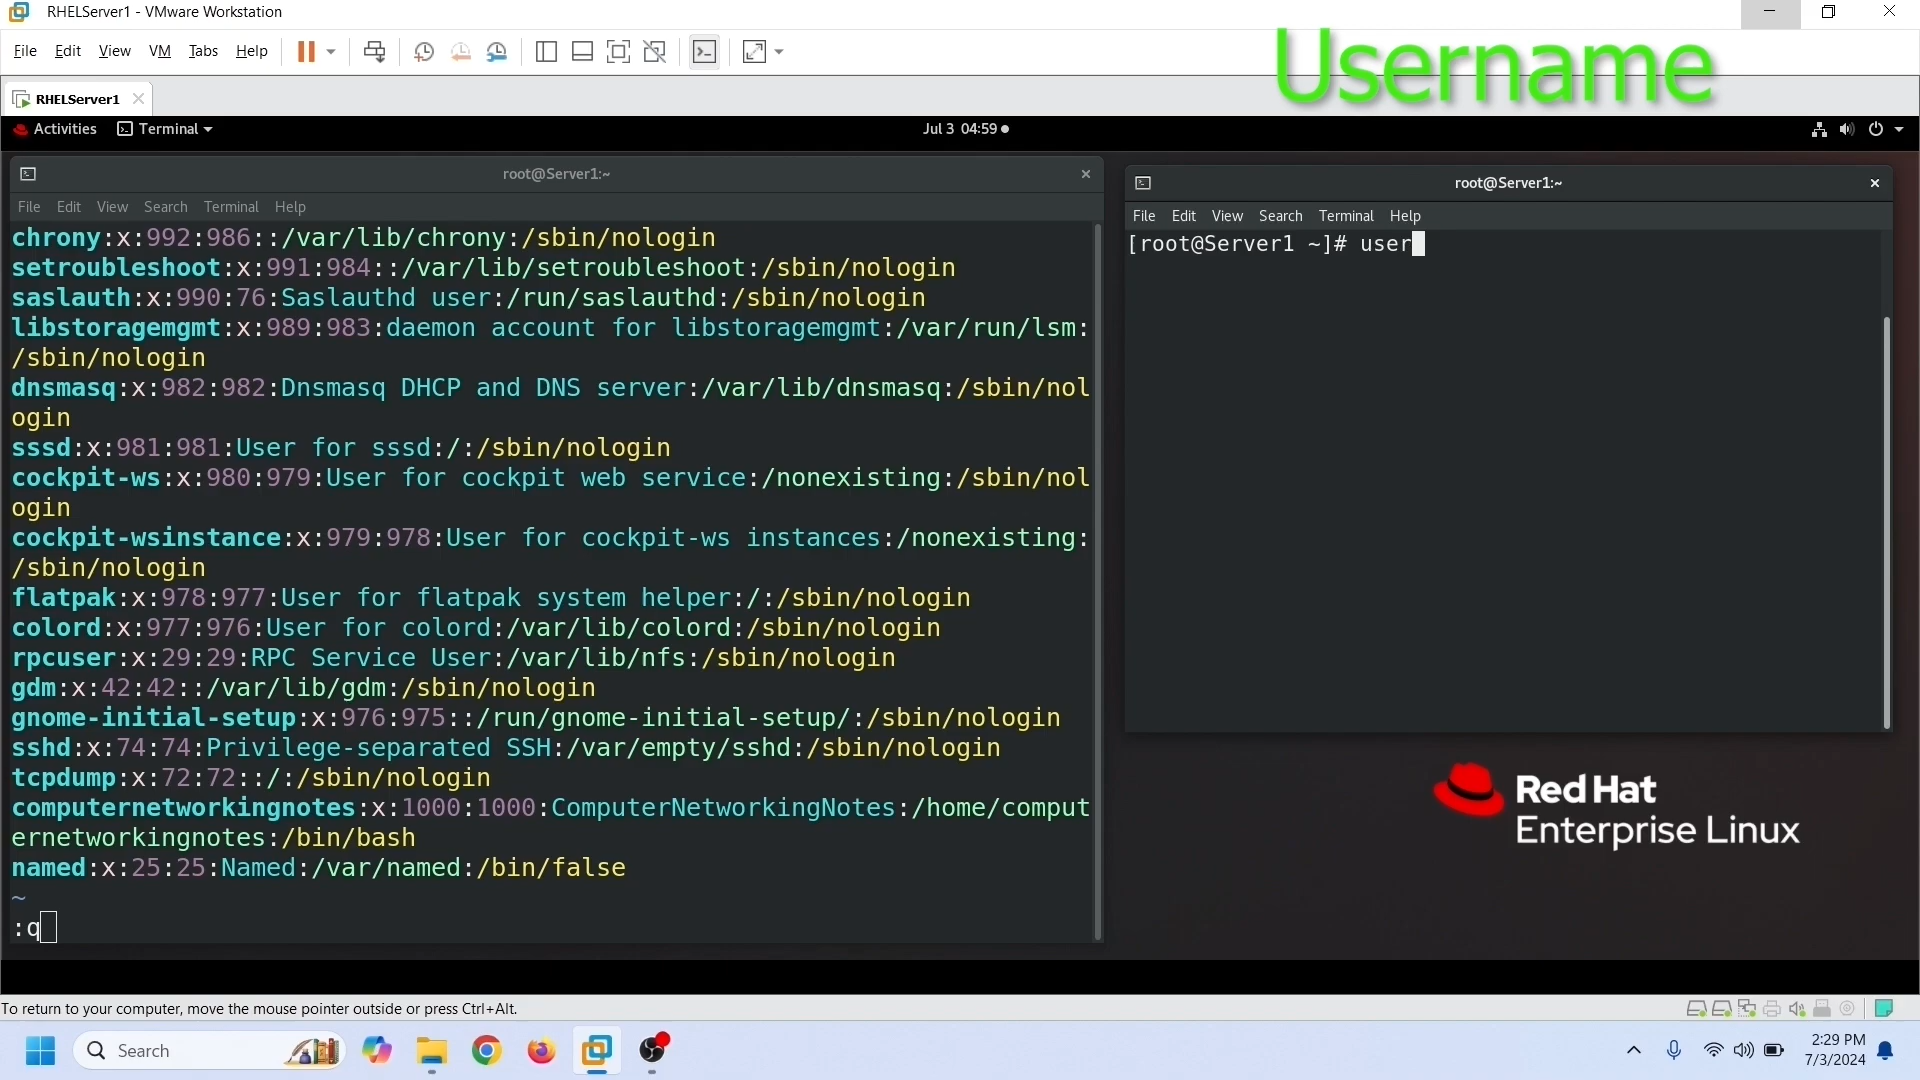 RHELServer1 - VMware Workstation
File Edit View VM Tabs Help
Username
RHELServer1
Activities Terminal Jul 3 04:59
root@Server1:~
File Edit View Search Terminal Help
chrony:x:992:986::/var/lib/chrony:/sbin/nologin
setroubleshoot:x:991:984::/var/lib/setroubleshoot:/sbin/nologin
saslauth:x:990:76:Saslauthd user:/run/saslauthd:/sbin/nologin
libstoragemgmt:x:989:983:daemon account for libstoragemgmt:/var/run/lsm:
/sbin/nologin
dnsmasq:x:982:982:Dnsmasq DHCP and DNS server:/var/lib/dnsmasq:/sbin/nol
ogin
sssd:x:981:981:User for sssd:/:/sbin/nologin
cockpit-ws:x:980:979:User for cockpit web service:/nonexisting:/sbin/nol
ogin
cockpit-wsinstance:x:979:978:User for cockpit-ws instances:/nonexisting:
/sbin/nologin
flatpak:x:978:977:User for flatpak system helper:/:/sbin/nologin
colord:x:977:976:User for colord:/var/lib/colord:/sbin/nologin
rpcuser:x:29:29:RPC Service User:/var/lib/nfs:/sbin/nologin
gdm:x:42:42::/var/lib/gdm:/sbin/nologin
gnome-initial-setup:x:976:975::/run/gnome-initial-setup/:/sbin/nologin
sshd:x:74:74:Privilege-separated SSH:/var/empty/sshd:/sbin/nologin
tcpdump:x:72:72::/:/sbin/nologin
computernetworkingnotes:x:1000:1000:ComputerNetworkingNotes:/home/comput
ernetworkingnotes:/bin/bash
named:x:25:25:Named:/var/named:/bin/false
~
:q
root@Server1:~
File Edit View Search Terminal Help
[root@Server1 ~]# user
Red Hat
Enterprise Linux
To return to your computer, move the mouse pointer outside or press Ctrl+Alt.
Search
2:29 PM
7/3/2024